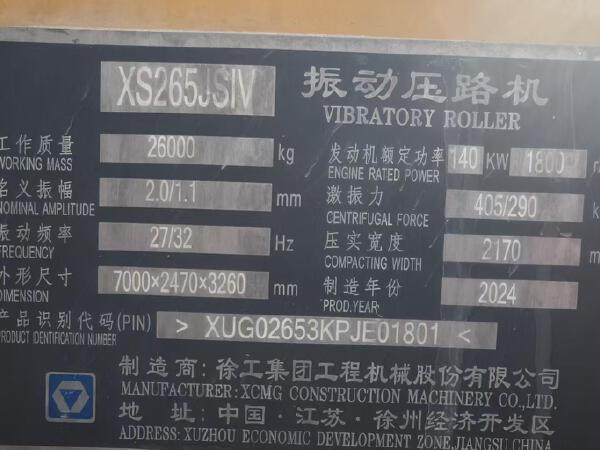 XS265JSIV 振动压路机
VIBRATORY ROLLER
工作质量 26000 kg 发动机额定功率 140 KW 1800
WORKING MASS ENGINE RATED POWER
名义振幅 2.0/1.1 mm 激振力 405/290
NOMINAL AMPLITUDE CENTRIFUGAL FORCE
振动频率 27/32 Hz 压实宽度 2170
FREQUENCY COMPACTING WIDTH
外形尺寸 7000×2470×3260 mm 制造年份 2024
DIMENSION PROD.YEAR
产品识别代码(PIN) > XUG02653KPJE01801 <
PRODUCT IDENTIFICATION NUMBER
制造商:徐工集团工程机械股份有限公司
MANUFACTURER:XCMG CONSTRUCTION MACHINERY CO.,LTD.
地 址:中国·江苏·徐州经济开发区
ADDRESS:XUZHOU ECONOMIC DEVELOPMENT ZONE,JIANGSU,CHINA